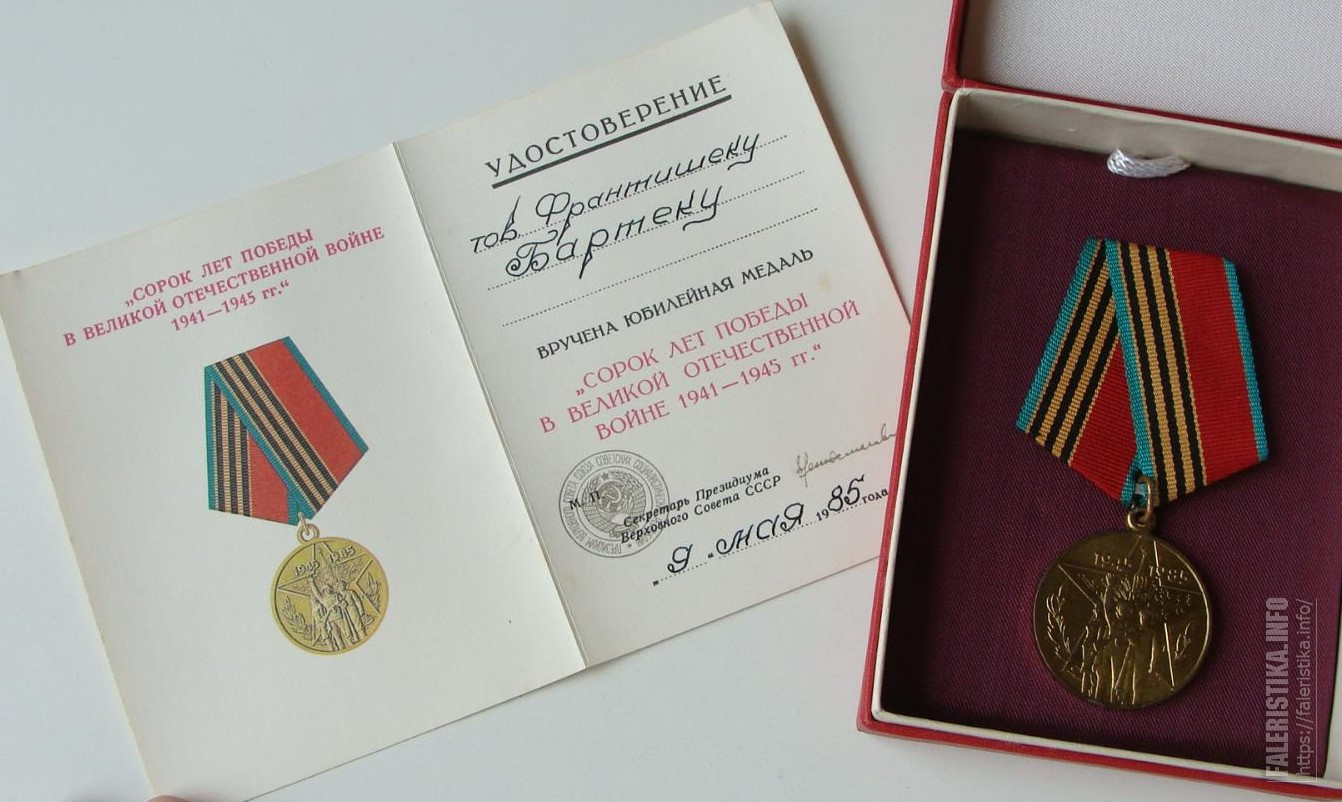 „СОРОК ЛЕТ ПОБЕДЫ
В ВЕЛИКОЙ ОТЕЧЕСТВЕННОЙ ВОЙНЕ
1941—1945 гг.“
1945 1985
УДОСТОВЕРЕНИЕ
тов. Франтишеку
Бартеку
ВРУЧЕНА ЮБИЛЕЙНАЯ МЕДАЛЬ
„СОРОК ЛЕТ ПОБЕДЫ
В ВЕЛИКОЙ ОТЕЧЕСТВЕННОЙ
ВОЙНЕ 1941—1945 гг.“
М. П.
Секретарь Президиума
Верховного Совета СССР
„9 “ мая 1985 года
1945 1985
FALERISTIKA.INFO
https://faleristika.info/